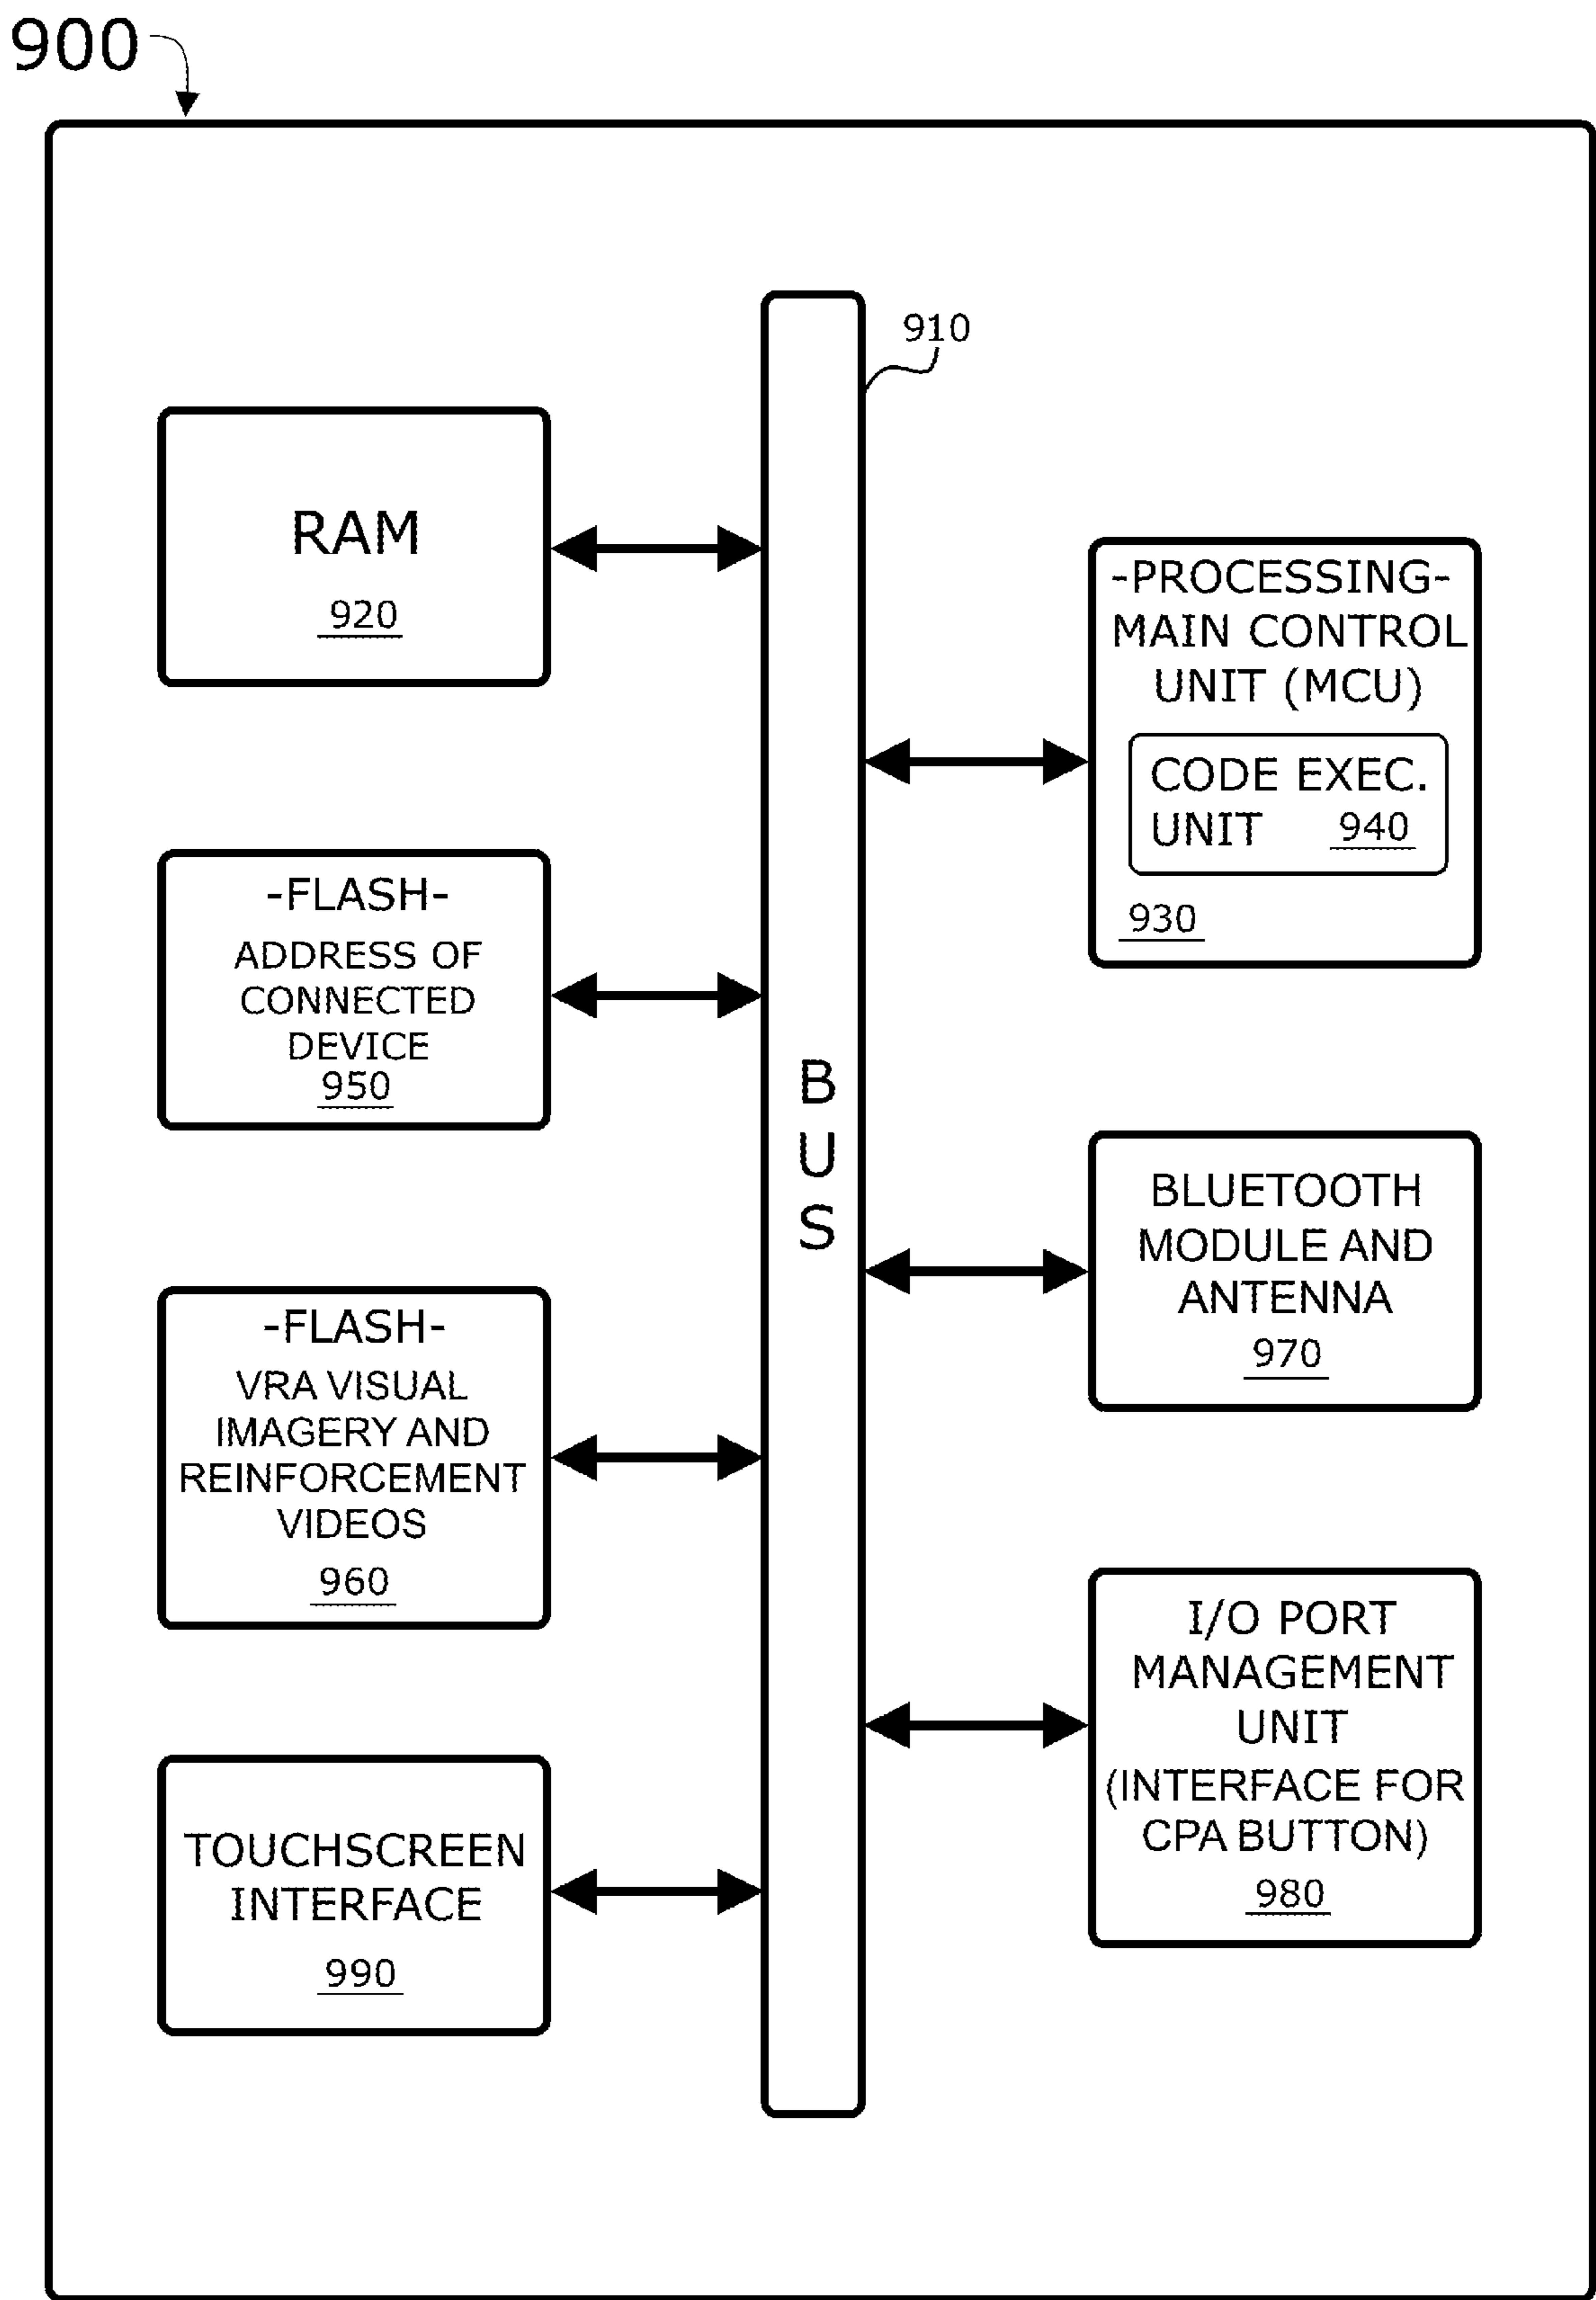 900
910
RAM
920
-PROCESSING-
MAIN CONTROL
UNIT (MCU)
CODE EXEC.
UNIT 940
930
-FLASH-
ADDRESS OF
CONNECTED
DEVICE
950
B
U
S
BLUETOOTH
MODULE AND
ANTENNA
970
-FLASH-
VRA VISUAL
IMAGERY AND
REINFORCEMENT
VIDEOS
960
I/O PORT
MANAGEMENT
UNIT
(INTERFACE FOR
CPA BUTTON)
980
TOUCHSCREEN
INTERFACE
990